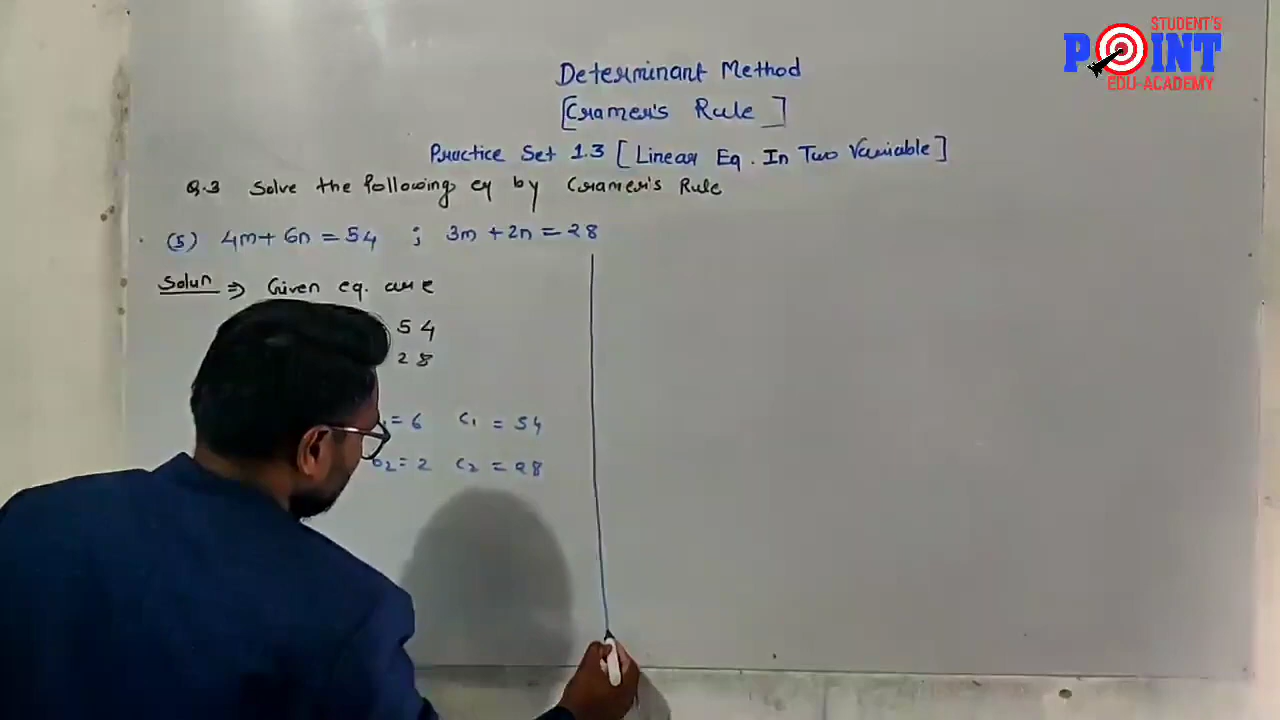 STUDENT'S
POINT
EDU-ACADEMY
Determinant Method
[Cramer's Rule]
Practice Set 1.3 [Linear Eq. In Two Variable]
Q.3 Solve the following eq by Cramer's Rule
(5) 4m + 6n = 54 ; 3m + 2n = 28
Solun ⇒ Given eq. are
54
28
= 6 C₁ = 54
b₂ = 2 C₂ = 28